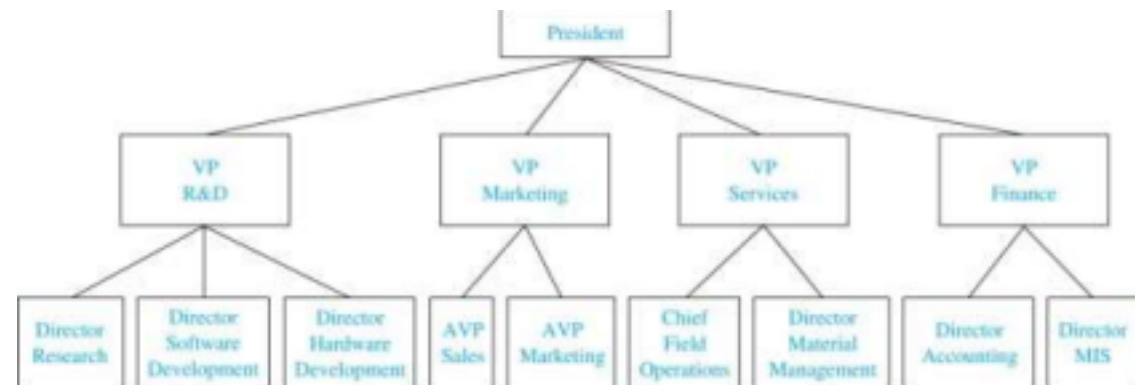 President
VP
R&D
VP
Marketing
VP
Services
VP
Finance
Director
Research
Director
Software
Development
Director
Hardware
Development
AVP
Sales
AVP
Marketing
Chief
Field
Operations
Director
Material
Management
Director
Accounting
Director
MIS